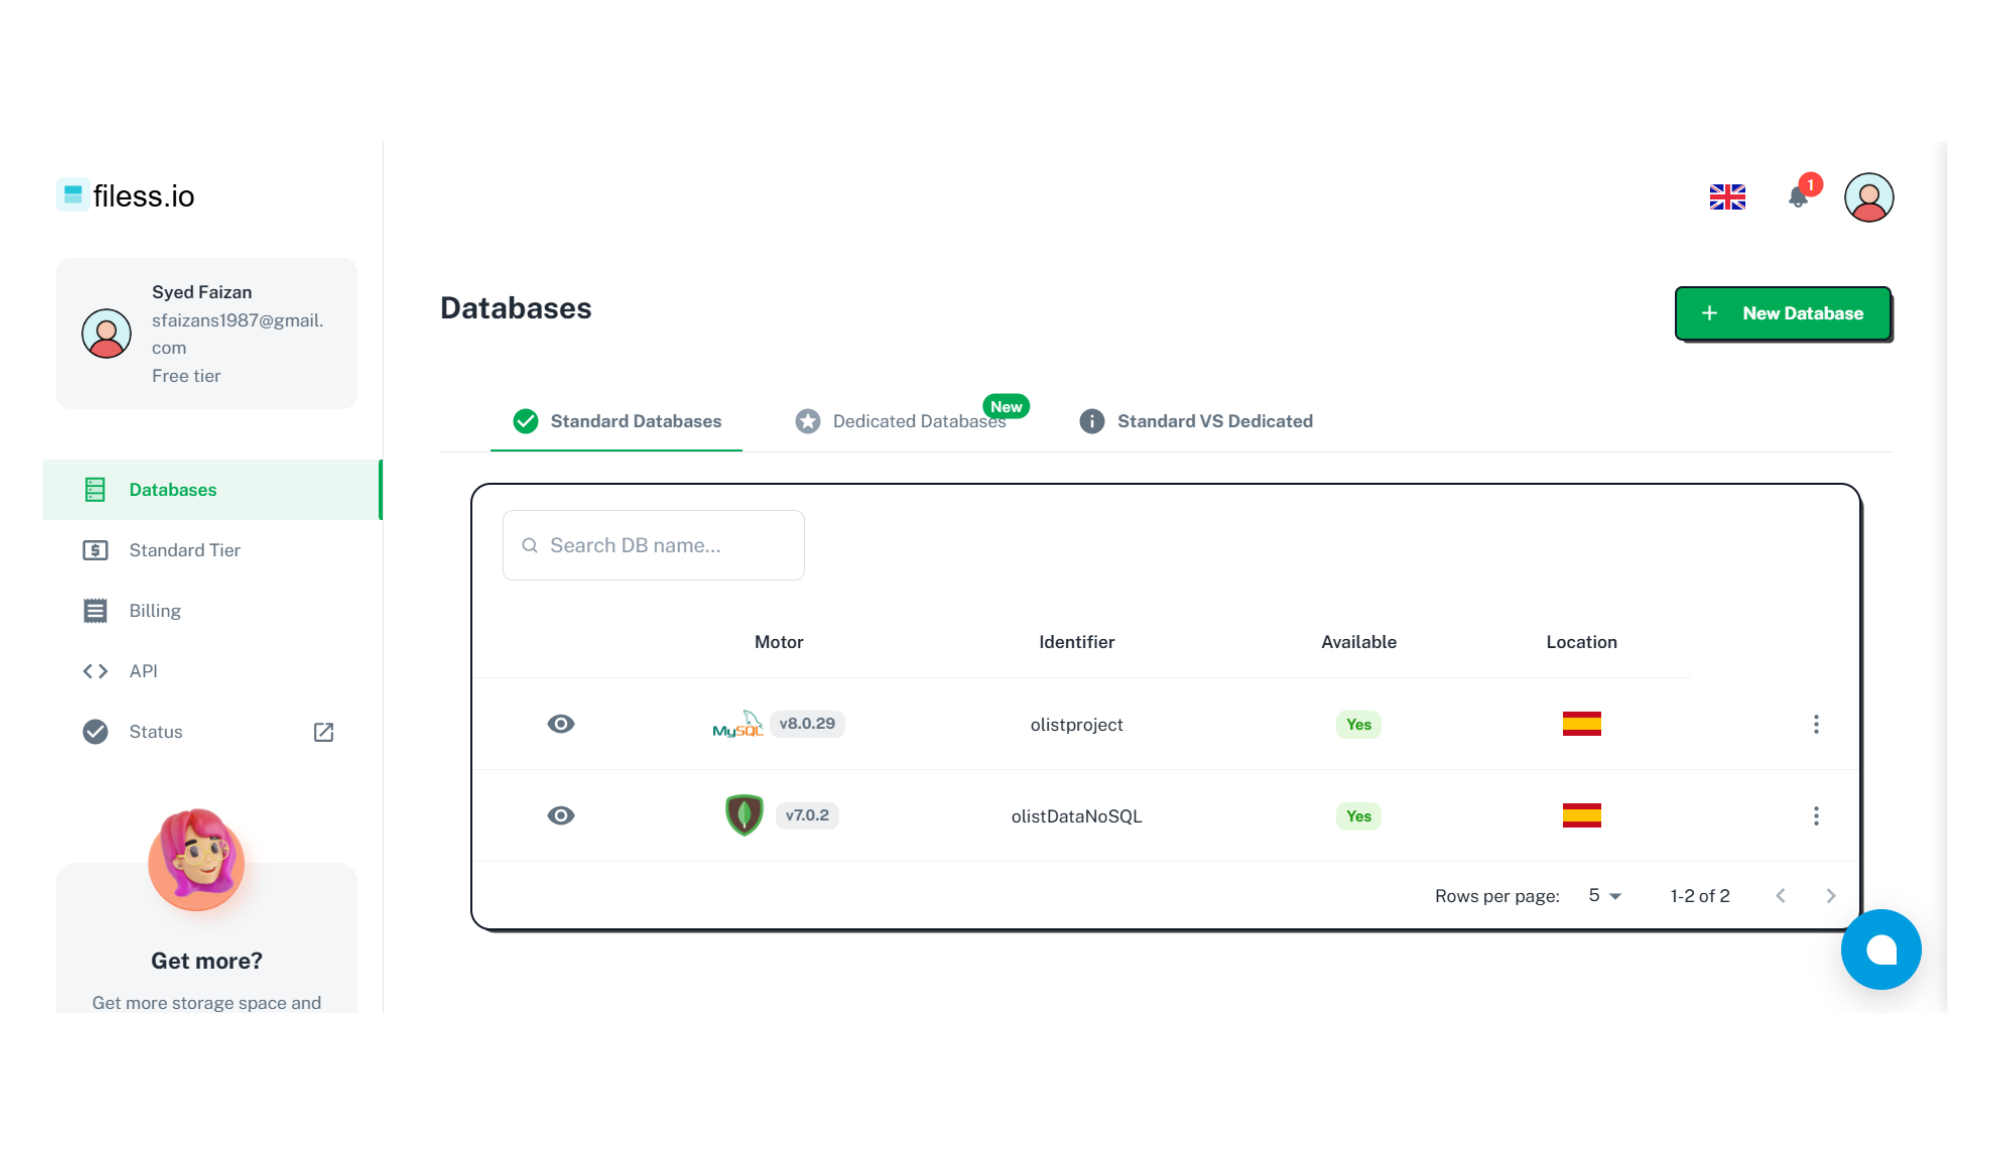 filess.io
1
Syed Faizan
sfaizans1987@gmail.
com
Free tier
Databases
New Database
Standard Databases
Dedicated Databases
New
Standard VS Dedicated
Databases
Standard Tier
Billing
API
Status
Search DB name...
Motor Identifier Available Location
MySQL v8.0.29 olistproject Yes
v7.0.2 olistDataNoSQL Yes
Rows per page: 5 1-2 of 2
Get more?
Get more storage space and